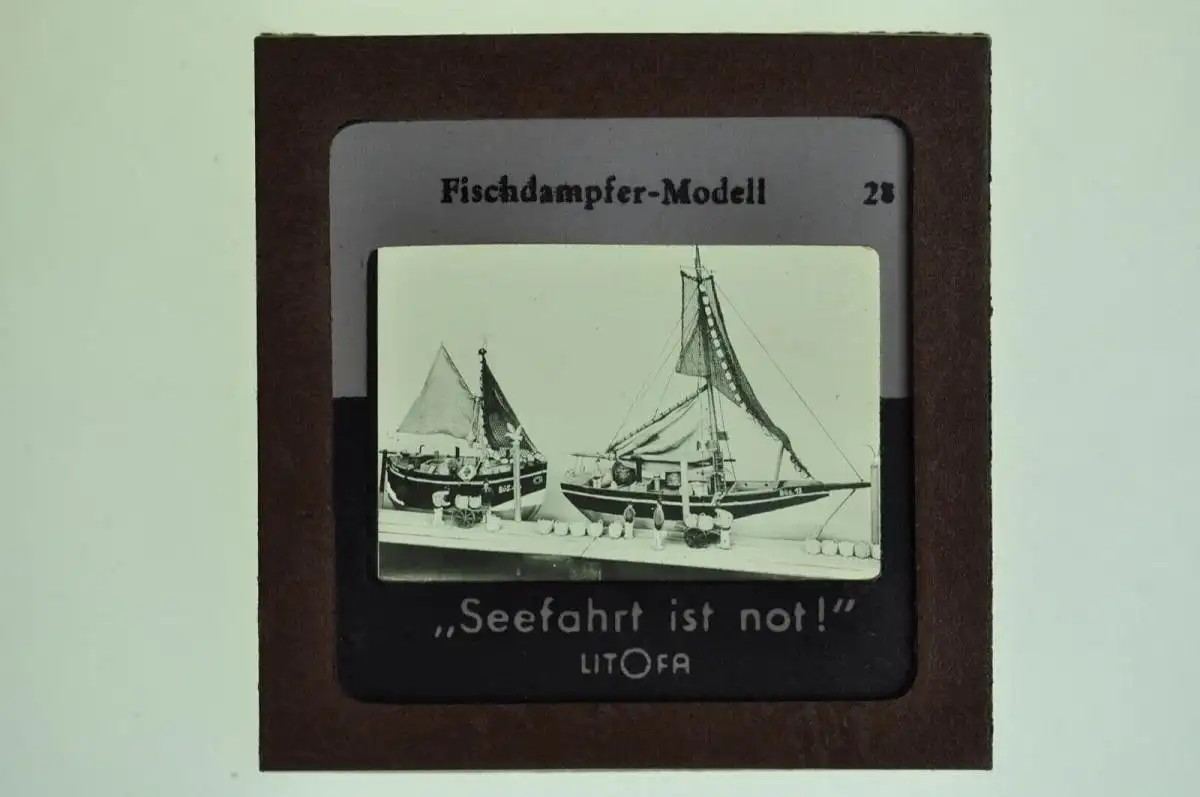 Fischdampfer-Modell 28
„Seefahrt ist not!”
LITOFA